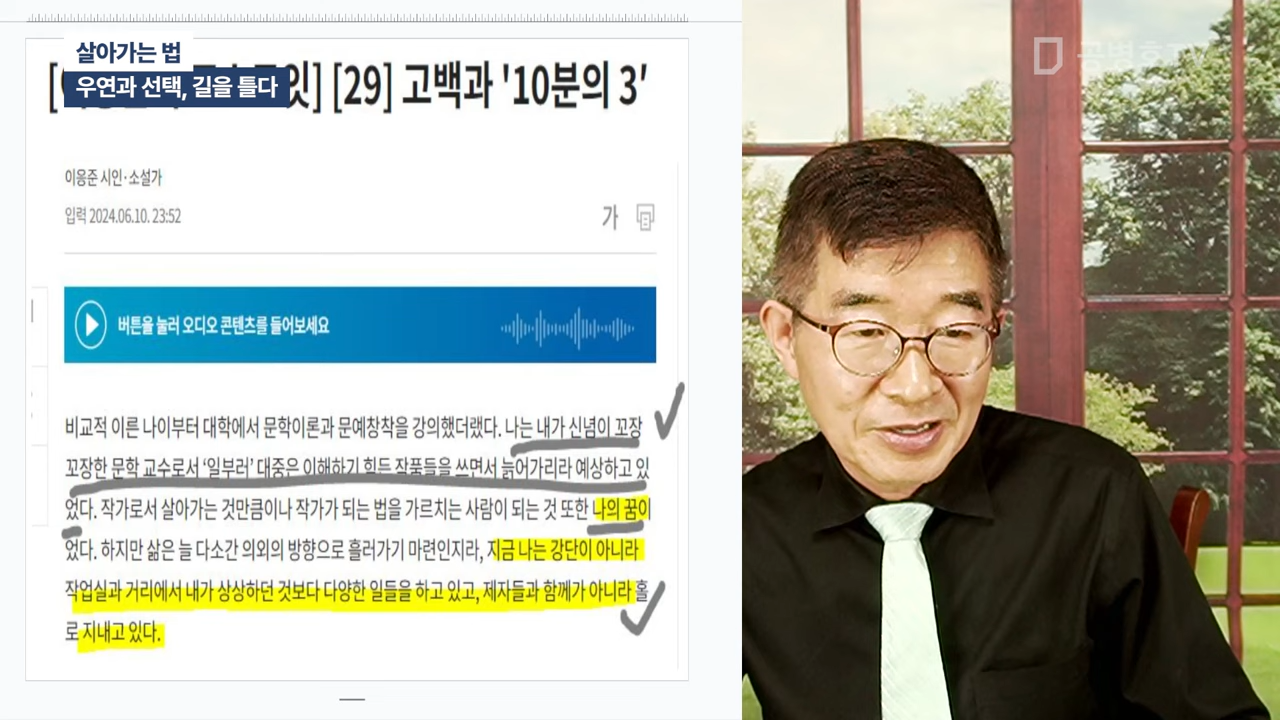 살아가는 법
우연과 선택, 길을 틀다
잇] [29] 고백과 '10분의 3'
이응준 시인·소설가
입력 2024.06.10. 23:52
가
버튼을 눌러 오디오 콘텐츠를 들어보세요
비교적 이른 나이부터 대학에서 문학이론과 문예창작을 강의했더랬다. 나는 내가 신념이 꼬장
꼬장한 문학 교수로서 ‘일부러’ 대중은 이해하기 힘든 작품들을 쓰면서 늙어가리라 예상하고 있
었다. 작가로서 살아가는 것만큼이나 작가가 되는 법을 가르치는 사람이 되는 것 또한 나의 꿈이
었다. 하지만 삶은 늘 다소간 의외의 방향으로 흘러가기 마련인지라, 지금 나는 강단이 아니라
작업실과 거리에서 내가 상상하던 것보다 다양한 일들을 하고 있고, 제자들과 함께가 아니라 홀
로 지내고 있다.
공병호TV